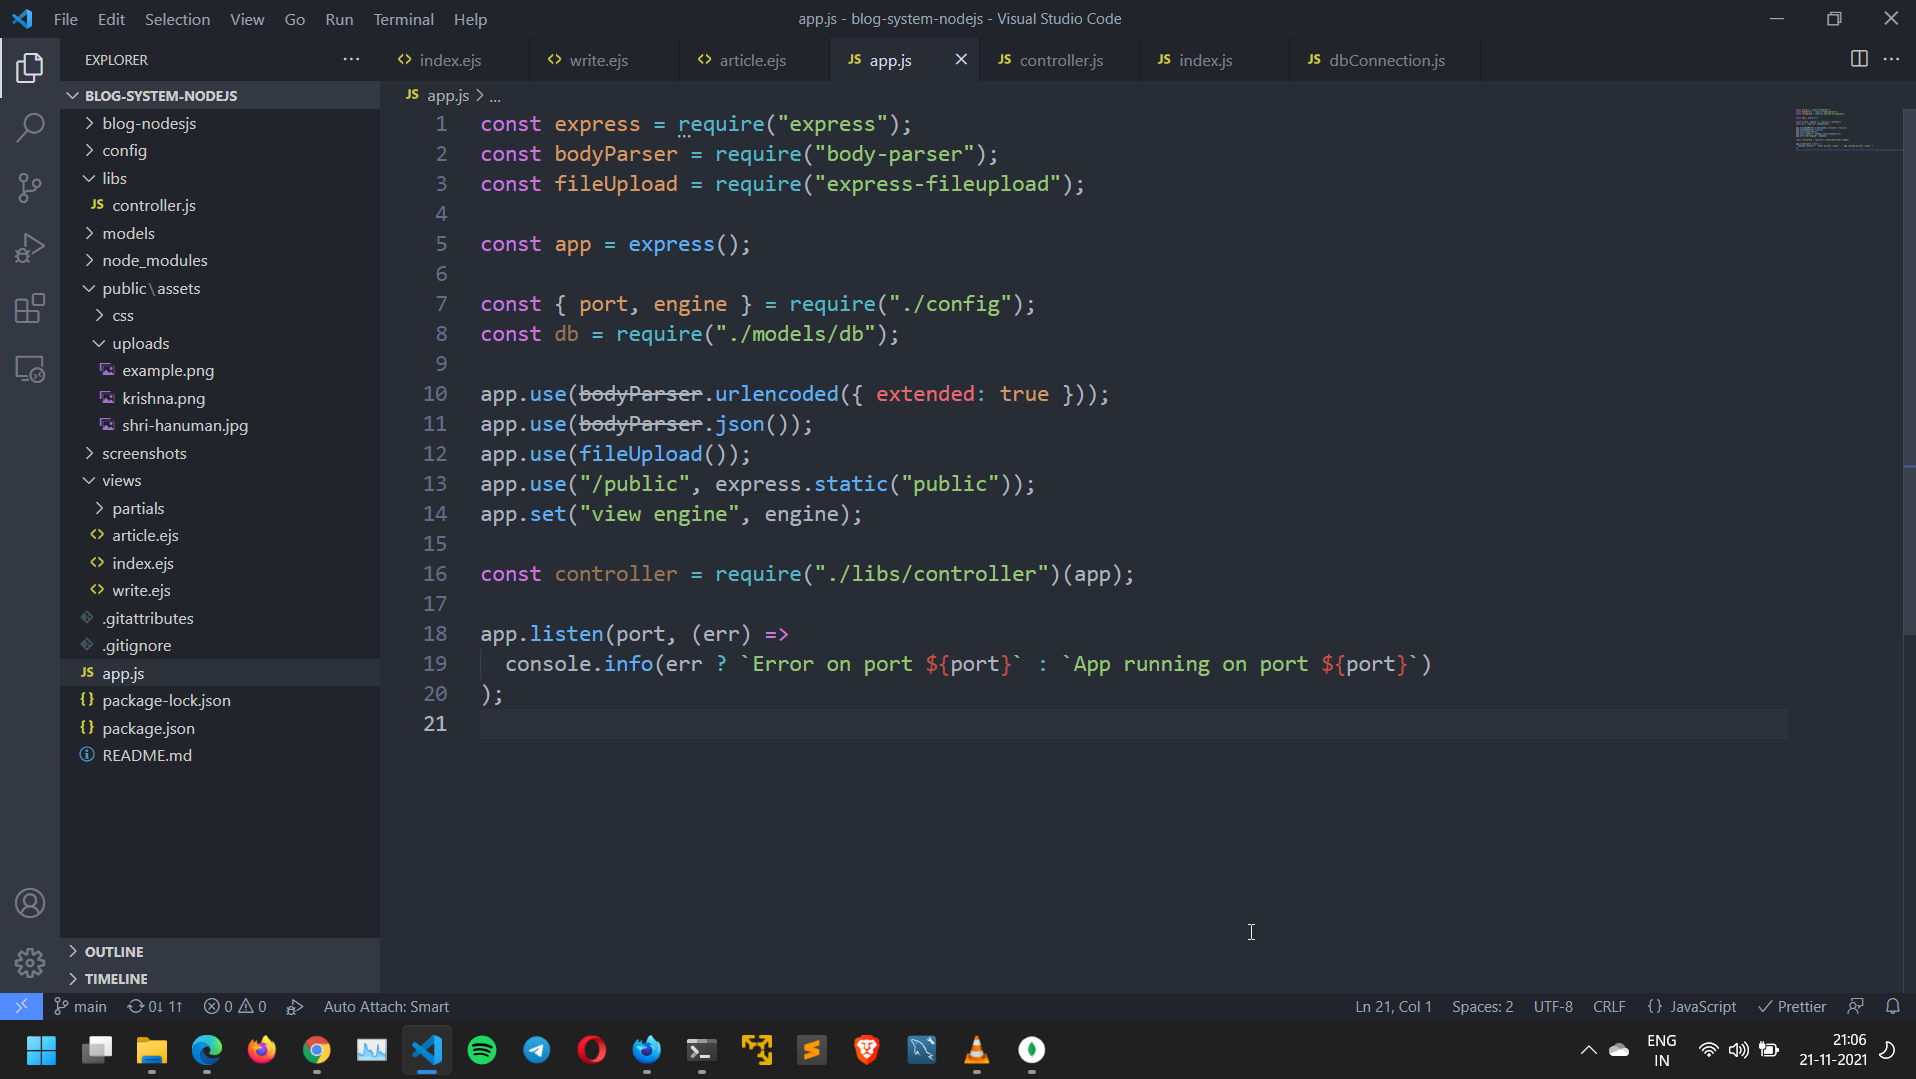 File Edit Selection View Go Run Terminal Help
app.js - blog-system-nodejs - Visual Studio Code
EXPLORER
index.ejs
write.ejs
article.ejs
JS app.js
JS controller.js
JS index.js
JS dbConnection.js
BLOG-SYSTEM-NODEJS
blog-nodesjs
config
libs
JS controller.js
models
node_modules
public\assets
css
uploads
example.png
krishna.png
shri-hanuman.jpg
screenshots
views
partials
article.ejs
index.ejs
write.ejs
.gitattributes
.gitignore
JS app.js
{} package-lock.json
{} package.json
README.md
OUTLINE
TIMELINE
JS app.js > ...
1 const express = require("express");
2 const bodyParser = require("body-parser");
3 const fileUpload = require("express-fileupload");
4
5 const app = express();
6
7 const { port, engine } = require("./config");
8 const db = require("./models/db");
9
10 app.use(bodyParser.urlencoded({ extended: true }));
11 app.use(bodyParser.json());
12 app.use(fileUpload());
13 app.use("/public", express.static("public"));
14 app.set("view engine", engine);
15
16 const controller = require("./libs/controller")(app);
17
18 app.listen(port, (err) =>
19   console.info(err ? `Error on port ${port}` : `App running on port ${port}`)
20 );
21
main 0↓ 1↑ 0 0 Auto Attach: Smart
Ln 21, Col 1 Spaces: 2 UTF-8 CRLF {} JavaScript Prettier
ENG
IN
21:06
21-11-2021